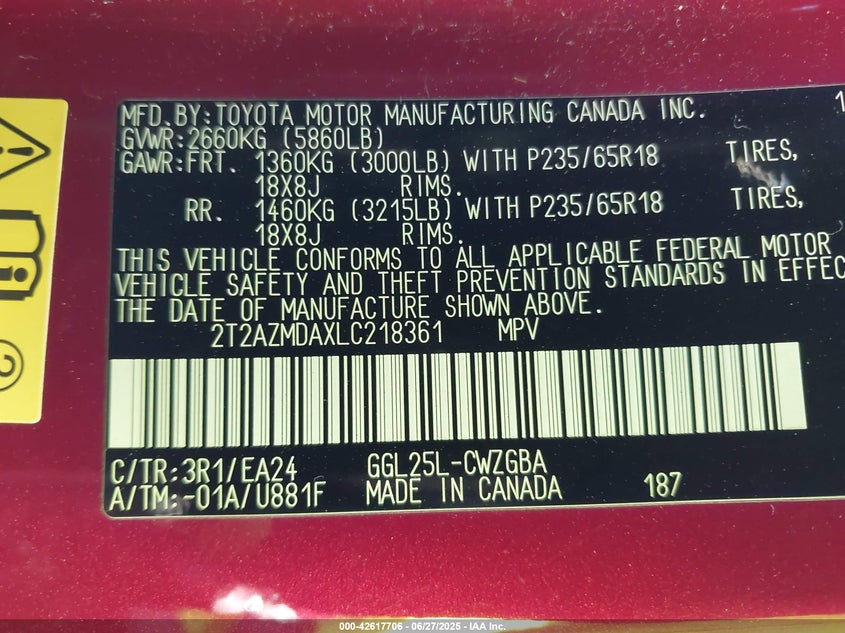 MFD.BY:TOYOTA MOTOR MANUFACTURING CANADA INC. 1
GVWR:2660KG (5860LB)
GAWR:FRT. 1360KG (3000LB) WITH P235/65R18 TIRES,
18X8J RIMS.
RR. 1460KG (3215LB) WITH P235/65R18 TIRES,
18X8J RIMS.
THIS VEHICLE CONFORMS TO ALL APPLICABLE FEDERAL MOTOR
VEHICLE SAFETY AND THEFT PREVENTION STANDARDS IN EFFEC
THE DATE OF MANUFACTURE SHOWN ABOVE.
2T2AZMDAXLC218361 MPV
C/TR:3R1/EA24 GGL25L-CWZGBA
A/TM:-01A/U881F MADE IN CANADA 187
000-42617706 - 06/27/2025 - IAA Inc.